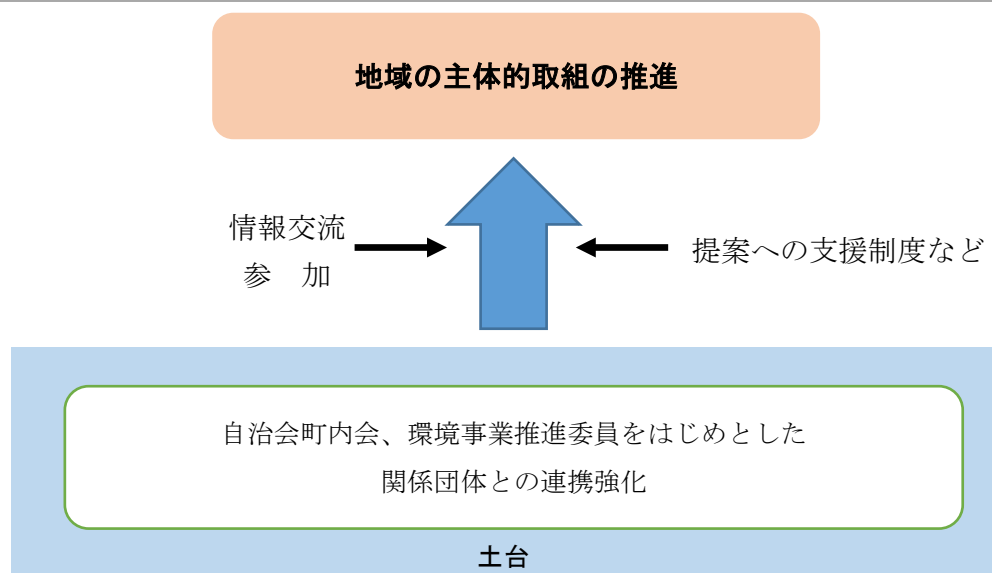 地域の主体的取組の推進
情報交流
参　加
提案への支援制度など
自治会町内会、環境事業推進委員をはじめとした
関係団体との連携強化
土台